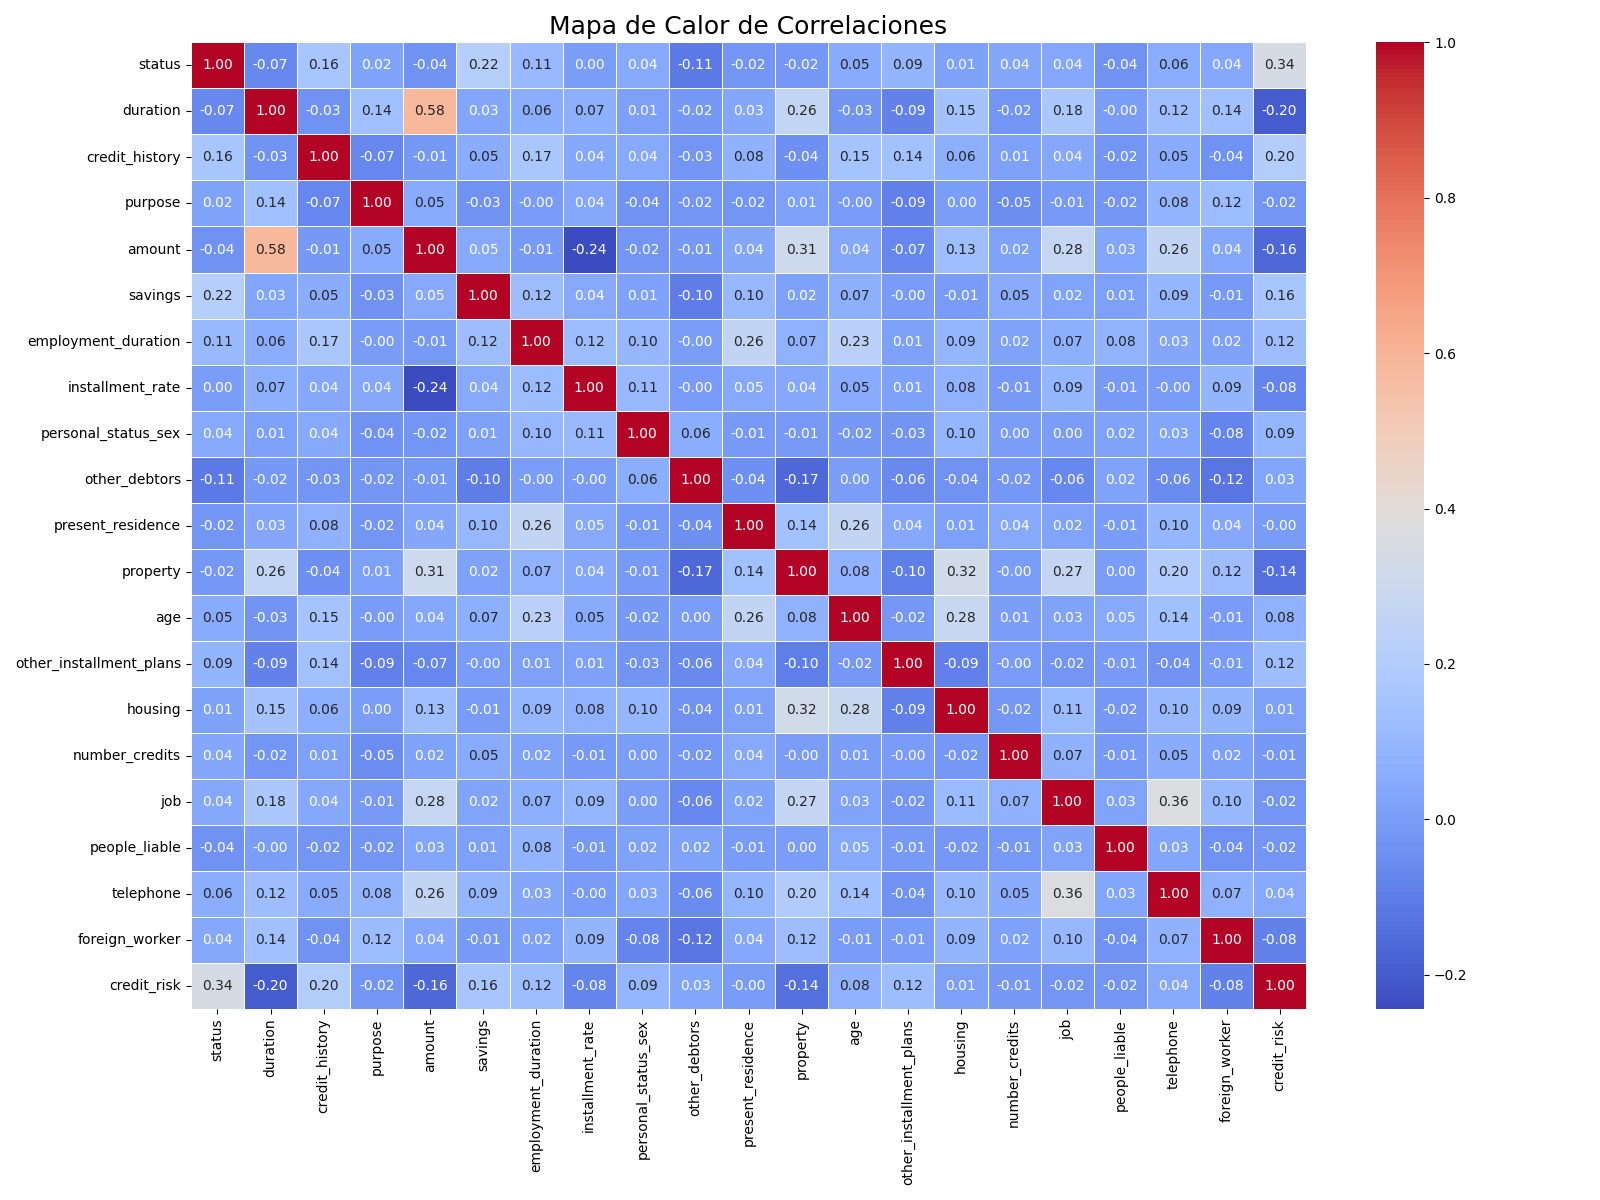 Mapa de Calor de Correlaciones
status 1.00 -0.07 0.16 0.02 -0.04 0.22 0.11 0.00 0.04 -0.11 -0.02 -0.02 0.05 0.09 0.01 0.04 0.04 -0.04 0.06 0.04 0.34
duration -0.07 1.00 -0.03 0.14 0.58 0.03 0.06 0.07 0.01 -0.02 0.03 0.26 -0.03 -0.09 0.15 -0.02 0.18 -0.00 0.12 0.14 -0.20
credit_history 0.16 -0.03 1.00 -0.07 -0.01 0.05 0.17 0.04 0.04 -0.03 0.08 -0.04 0.15 0.14 0.06 0.01 0.04 -0.02 0.05 -0.04 0.20
purpose 0.02 0.14 -0.07 1.00 0.05 -0.03 -0.00 0.04 -0.04 -0.02 -0.02 0.01 -0.00 -0.09 0.00 -0.05 -0.01 -0.02 0.08 0.12 -0.02
amount -0.04 0.58 -0.01 0.05 1.00 0.05 -0.01 -0.24 -0.02 -0.01 0.04 0.31 0.04 -0.07 0.13 0.02 0.28 0.03 0.26 0.04 -0.16
savings 0.22 0.03 0.05 -0.03 0.05 1.00 0.12 0.04 0.01 -0.10 0.10 0.02 0.07 -0.00 -0.01 0.05 0.02 0.01 0.09 -0.01 0.16
employment_duration 0.11 0.06 0.17 -0.00 -0.01 0.12 1.00 0.12 0.10 -0.00 0.26 0.07 0.23 0.01 0.09 0.02 0.07 0.08 0.03 0.02 0.12
installment_rate 0.00 0.07 0.04 0.04 -0.24 0.04 0.12 1.00 0.11 -0.00 0.05 0.04 0.05 0.01 0.08 -0.01 0.09 -0.01 -0.00 0.09 -0.08
personal_status_sex 0.04 0.01 0.04 -0.04 -0.02 0.01 0.10 0.11 1.00 0.06 -0.01 -0.01 -0.02 -0.03 0.10 0.00 0.00 0.02 0.03 -0.08 0.09
other_debtors -0.11 -0.02 -0.03 -0.02 -0.01 -0.10 -0.00 -0.00 0.06 1.00 -0.04 -0.17 0.00 -0.06 -0.04 -0.02 -0.06 0.02 -0.06 -0.12 0.03
present_residence -0.02 0.03 0.08 -0.02 0.04 0.10 0.26 0.05 -0.01 -0.04 1.00 0.14 0.26 0.04 0.01 0.04 0.02 -0.01 0.10 0.04 -0.00
property -0.02 0.26 -0.04 0.01 0.31 0.02 0.07 0.04 -0.01 -0.17 0.14 1.00 0.08 -0.10 0.32 -0.00 0.27 0.00 0.20 0.12 -0.14
age 0.05 -0.03 0.15 -0.00 0.04 0.07 0.23 0.05 -0.02 0.00 0.26 0.08 1.00 -0.02 0.28 0.01 0.03 0.05 0.14 -0.01 0.08
other_installment_plans 0.09 -0.09 0.14 -0.09 -0.07 -0.00 0.01 0.01 -0.03 -0.06 0.04 -0.10 -0.02 1.00 -0.09 -0.00 -0.02 -0.01 -0.04 -0.01 0.12
housing 0.01 0.15 0.06 0.00 0.13 -0.01 0.09 0.08 0.10 -0.04 0.01 0.32 0.28 -0.09 1.00 -0.02 0.11 -0.02 0.10 0.09 0.01
number_credits 0.04 -0.02 0.01 -0.05 0.02 0.05 0.02 -0.01 0.00 -0.02 0.04 -0.00 0.01 -0.00 -0.02 1.00 0.07 -0.01 0.05 0.02 -0.01
job 0.04 0.18 0.04 -0.01 0.28 0.02 0.07 0.09 0.00 -0.06 0.02 0.27 0.03 -0.02 0.11 0.07 1.00 0.03 0.36 0.10 -0.02
people_liable -0.04 -0.00 -0.02 -0.02 0.03 0.01 0.08 -0.01 0.02 0.02 -0.01 0.00 0.05 -0.01 -0.02 -0.01 0.03 1.00 0.03 -0.04 -0.02
telephone 0.06 0.12 0.05 0.08 0.26 0.09 0.03 -0.00 0.03 -0.06 0.10 0.20 0.14 -0.04 0.10 0.05 0.36 0.03 1.00 0.07 0.04
foreign_worker 0.04 0.14 -0.04 0.12 0.04 -0.01 0.02 0.09 -0.08 -0.12 0.04 0.12 -0.01 -0.01 0.09 0.02 0.10 -0.04 0.07 1.00 -0.08
credit_risk 0.34 -0.20 0.20 -0.02 -0.16 0.16 0.12 -0.08 0.09 0.03 -0.00 -0.14 0.08 0.12 0.01 -0.01 -0.02 -0.02 0.04 -0.08 1.00
status
duration
credit_history
purpose
amount
savings
employment_duration
installment_rate
personal_status_sex
other_debtors
present_residence
property
age
other_installment_plans
housing
number_credits
job
people_liable
telephone
foreign_worker
credit_risk
1.0
0.8
0.6
0.4
0.2
0.0
−0.2